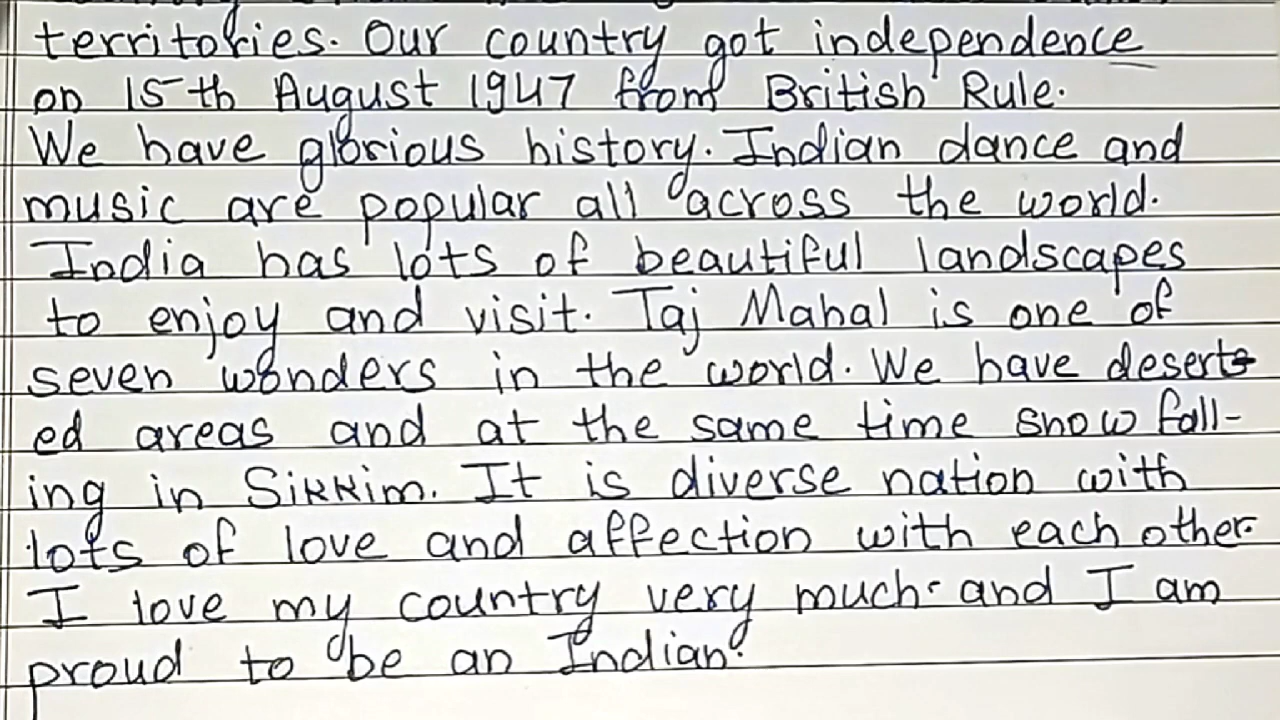 territories. Our country got independence
on 15th August 1947 from British Rule.
We have glorious history. Indian dance and
music are popular all across the world.
India has lots of beautiful landscapes
to enjoy and visit. Taj Mahal is one of
seven wonders in the world. We have desert-
ed areas and at the same time snow fall-
ing in Sikkim. It is diverse nation with
lots of love and affection with each other.
I love my country very much. and I am
proud to be an Indian.